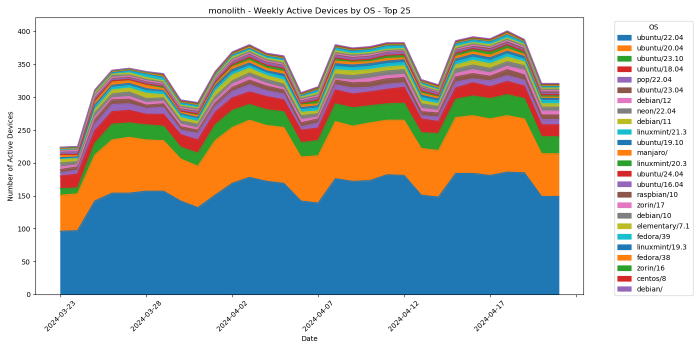 monolith - Weekly Active Devices by OS - Top 25
400
350
300
250
200
150
100
50
0
Number of Active Devices
2024-03-23
2024-03-28
2024-04-02
2024-04-07
2024-04-12
2024-04-17
Date
OS
ubuntu/22.04
ubuntu/20.04
ubuntu/23.10
ubuntu/18.04
pop/22.04
ubuntu/23.04
debian/12
neon/22.04
debian/11
linuxmint/21.3
ubuntu/19.10
manjaro/
linuxmint/20.3
ubuntu/24.04
ubuntu/16.04
raspbian/10
zorin/17
debian/10
elementary/7.1
fedora/39
linuxmint/19.3
fedora/38
zorin/16
centos/8
debian/